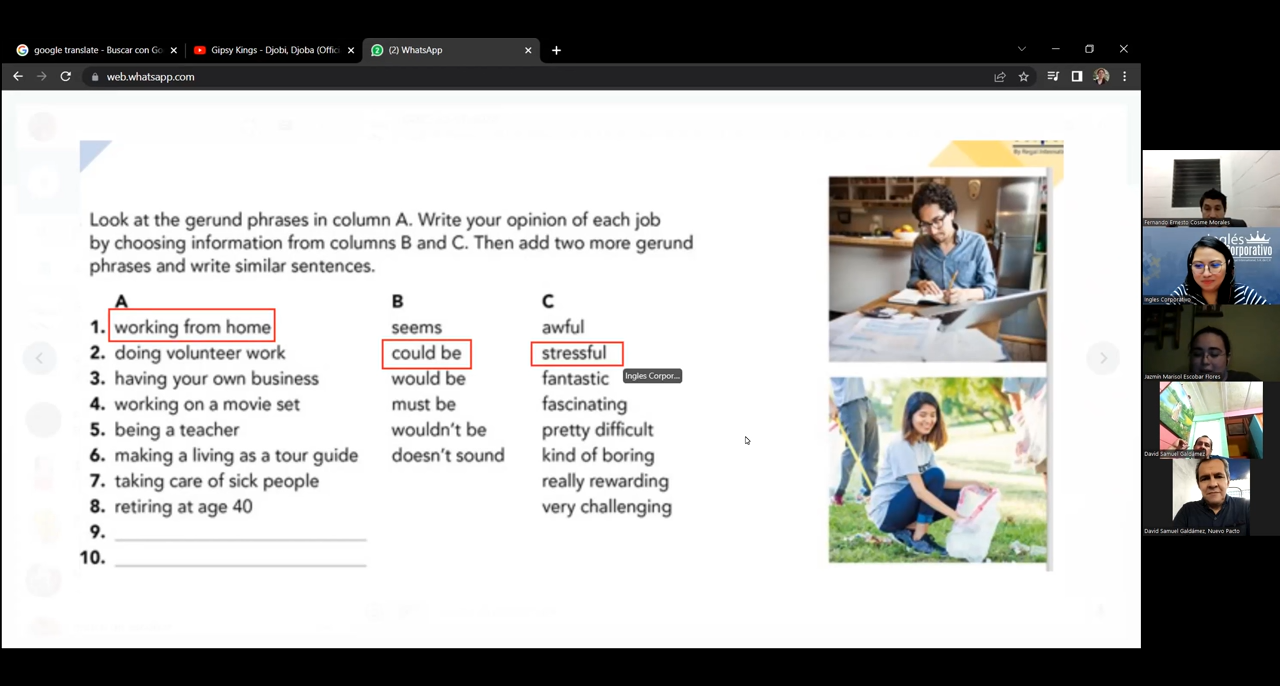 google translate - Buscar con Go
Gipsy Kings - Djobi, Djoba (Offic
(2) WhatsApp
web.whatsapp.com
Look at the gerund phrases in column A. Write your opinion of each job
by choosing information from columns B and C. Then add two more gerund
phrases and write similar sentences.
A B C
1. working from home seems awful
2. doing volunteer work could be stressful
3. having your own business would be fantastic
Ingles Corpor...
4. working on a movie set must be fascinating
5. being a teacher wouldn't be pretty difficult
6. making a living as a tour guide doesn't sound kind of boring
7. taking care of sick people really rewarding
8. retiring at age 40 very challenging
9.
10.
Fernando Ernesto Cosme Morales
Inglés
orporativo
Ingles Corporativo
Jazmin Marisol Escobar Flores
David Samuel Galdámez
David Samuel Galdámez, Nuevo Pacto